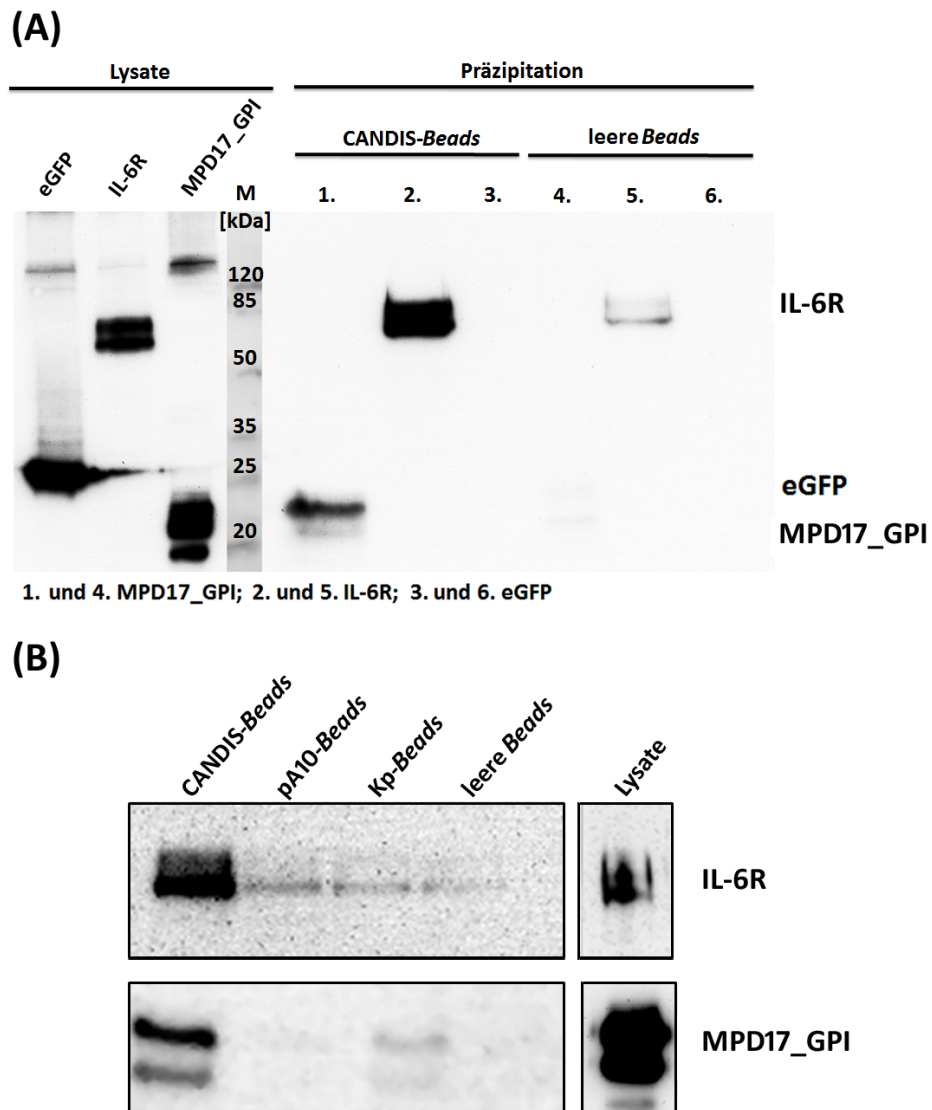 (A)
Lysate
Präzipitation
CANDIS-Beads
leere Beads
eGFP
IL-6R
MPD17_GPI
M
[kDa]
1.
2.
3.
4.
5.
6.
120
85
50
35
25
20
IL-6R
eGFP
MPD17_GPI
1. und 4. MPD17_GPI; 2. und 5. IL-6R; 3. und 6. eGFP
(B)
CANDIS-Beads
pA10-Beads
Kp-Beads
leere Beads
Lysate
IL-6R
MPD17_GPI